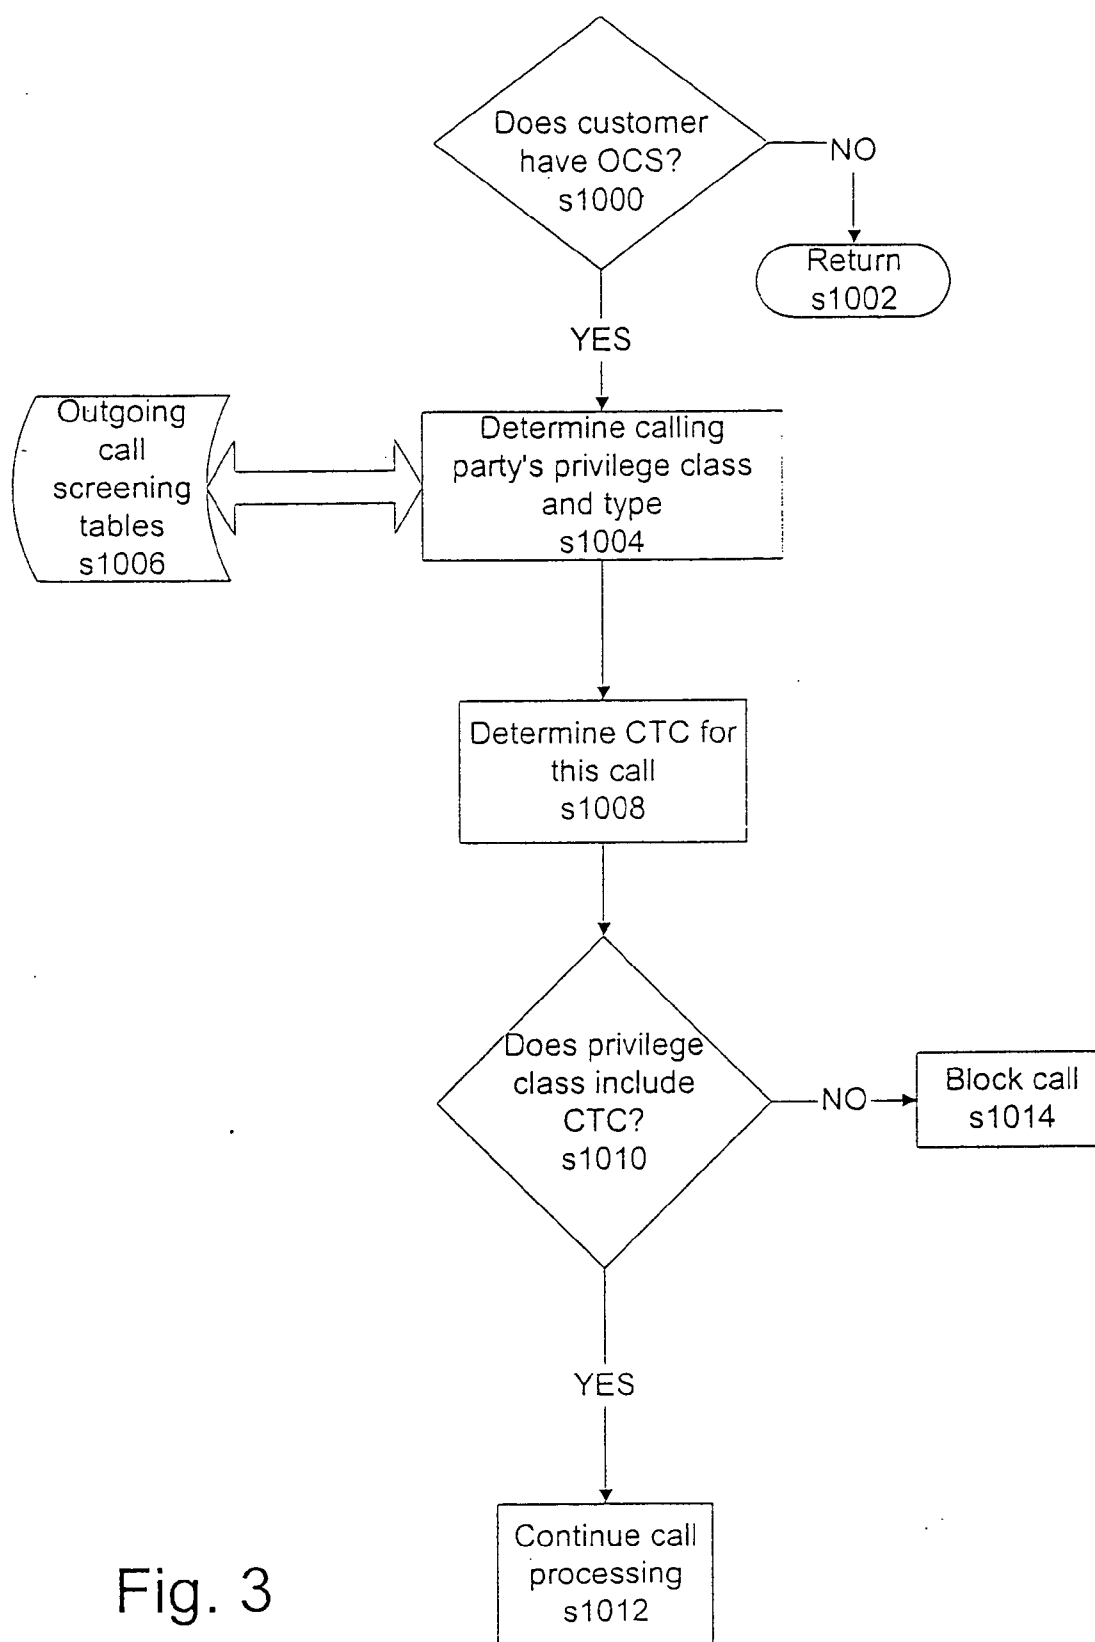 Does customer
have OCS?
s1000
NO
Return
s1002
YES
Outgoing
call
screening
tables
s1006
Determine calling
party's privilege class
and type
s1004
Determine CTC for
this call
s1008
Does privilege
class include
CTC?
s1010
NO
Block call
s1014
YES
Continue call
processing
s1012
Fig. 3